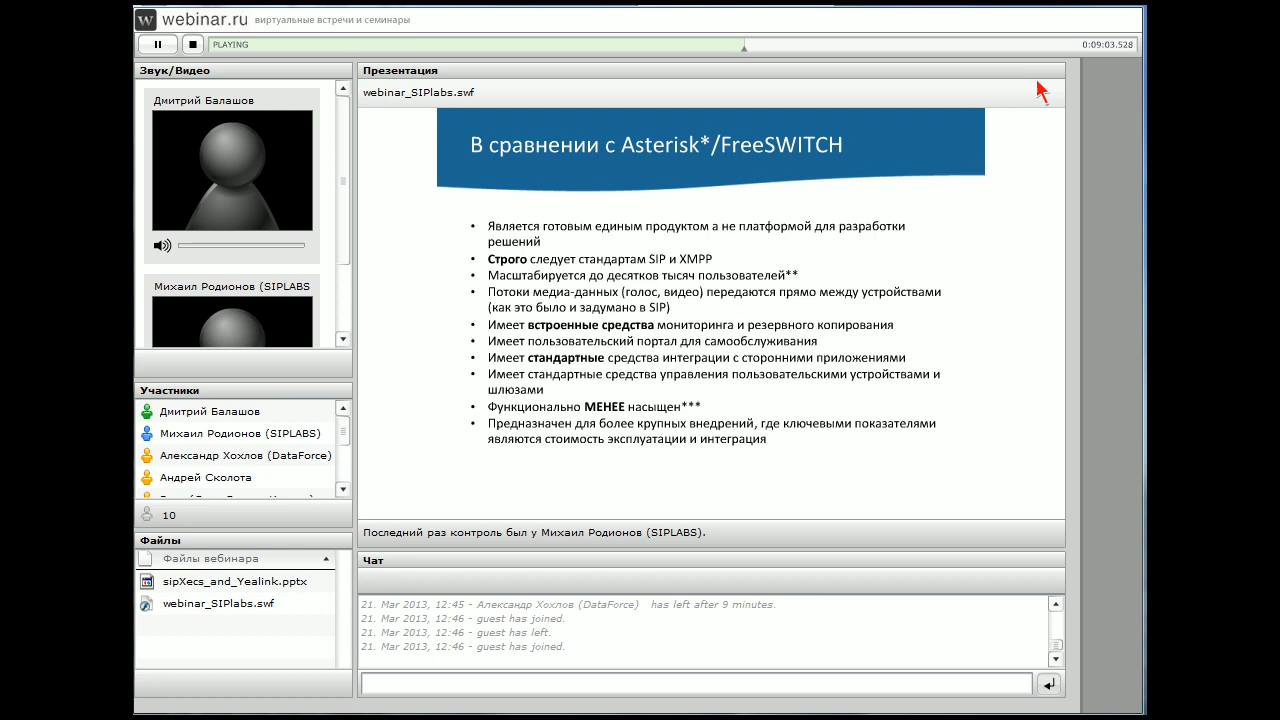 w webinar.ru виртуальные встречи и семинары
PLAYING 0:09:03.528
Звук/Видео
Дмитрий Балашов
Михаил Родионов (SIPLABS
Участники
Дмитрий Балашов
Михаил Родионов (SIPLABS)
Александр Хохлов (DataForce)
Андрей Сколота
10
Файлы
Файлы вебинара
sipXecs_and_Yealink.pptx
webinar_SIPlabs.swf
Презентация
webinar_SIPlabs.swf
В сравнении с Asterisk*/FreeSWITCH
• Является готовым единым продуктом а не платформой для разработки
решений
• Строго следует стандартам SIP и XMPP
• Масштабируется до десятков тысяч пользователей**
• Потоки медиа-данных (голос, видео) передаются прямо между устройствами
(как это было и задумано в SIP)
• Имеет встроенные средства мониторинга и резервного копирования
• Имеет пользовательский портал для самообслуживания
• Имеет стандартные средства интеграции с сторонними приложениями
• Имеет стандартные средства управления пользовательскими устройствами и
шлюзами
• Функционально МЕНЕЕ насыщен***
• Предназначен для более крупных внедрений, где ключевыми показателями
являются стоимость эксплуатации и интеграция
Последний раз контроль был у Михаил Родионов (SIPLABS).
Чат
21. Mar 2013, 12:45 - Александр Хохлов (DataForce) has left after 9 minutes.
21. Mar 2013, 12:46 - guest has joined.
21. Mar 2013, 12:46 - guest has left.
21. Mar 2013, 12:46 - guest has joined.